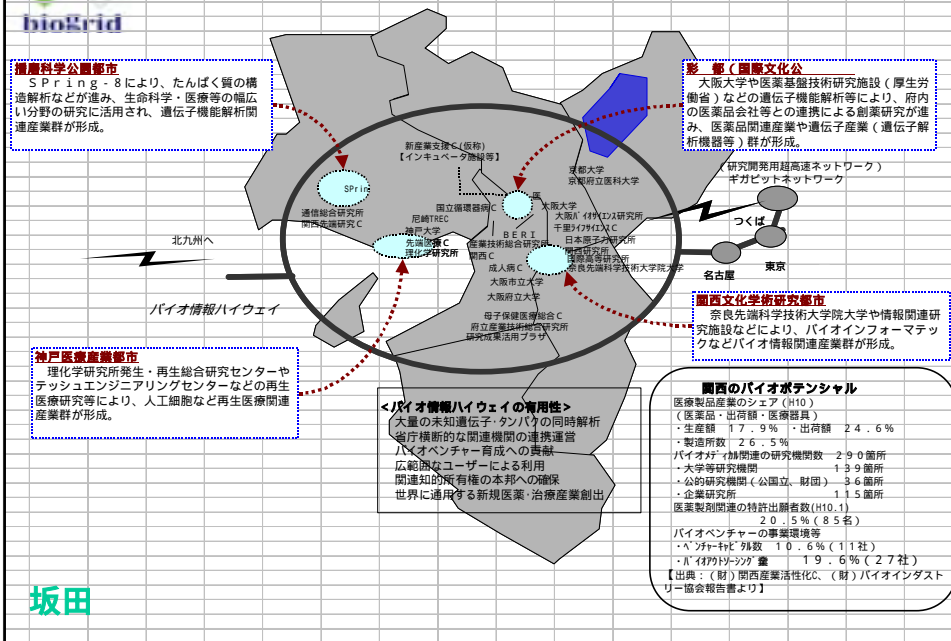 biogrid
播磨科学公園都市
ＳＰｒｉｎｇ‐８により、たんぱく質の構
造解析などが進み、生命科学・医療等の幅広
い分野の研究に活用され、遺伝子機能解析関
連産業群が形成。
彩　都（国際文化公
大阪大学や医薬基盤技術研究施設（厚生労
働省）などの遺伝子機能解析等により、府内
の医薬品会社等との連携による創薬研究が進
み、医薬品関連産業や遺伝子産業（遺伝子解
析機器等）群が形成。
新産業支援Ｃ(仮称)
【インキュベータ施設等】
京都大学
京都府立医科大学
（研究開発用超高速ネットワーク）
ギガビットネットワーク
SPrin
医
国立循環器病Ｃ
大阪大学
通信総合研究所
関西先端研究Ｃ
尼崎TREC
神戸大学
先端医療Ｃ
理化学研究所
大阪ﾊﾞｲｵｻｲｴﾝｽ研究所
千里ﾗｲﾌｻｲｴﾝｽＣ
ＢＥＲＩ
日本原子力研究所
関西研究所
産業技術総合研究所
関西Ｃ
国際高等研究所
奈良先端科学技術大学院大学
成人病Ｃ
大阪市立大学
大阪府立大学
母子保健医療総合Ｃ
府立産業技術総合研究所
研究成果活用プラザ
つくば
東京
名古屋
北九州へ
バイオ情報ハイウェイ
関西文化学術研究都市
奈良先端科学技術大学院大学や情報関連研
究施設などにより、バイオインフォーマテッ
クなどバイオ情報関連産業群が形成。
神戸医療産業都市
理化学研究所発生・再生総合研究センターや
テッシュエンジニアリングセンターなどの再生
医療研究等により、人工細胞など再生医療関連
産業群が形成。
<バイオ情報ハイウェイの有用性>
大量の未知遺伝子･タンパクの同時解析
省庁横断的な関連機関の連携運営
バイオベンチャー育成への貢献
広範囲なユーザーによる利用
関連知的所有権の本邦への確保
世界に通用する新規医薬･治療産業創出
関西のバイオポテンシャル
医療製品産業のシェア(H10)
（医薬品・出荷額・医療器具）
・生産額　１７.９％　・出荷額　２４.６％
・製造所数　２６.５％
バイオﾒﾃﾞｨｶﾙ関連の研究機関数　２９０箇所
・大学等研究機関　１３９箇所
・公的研究機関（公国立、財団）　３６箇所
・企業研究所　１１５箇所
医薬製剤関連の特許出願者数(H10.1)
２０.５％(８５名)
バイオベンチャーの事業環境等
・ﾍﾞﾝﾁｬｰｷｬﾋﾟﾀﾙ数　１０.６％(１１社)
・ﾊﾞｲｵｱｳﾄｿｰｼﾝｸﾞ　１９.６％(２７社)
【出典：（財）関西産業活性化C、（財）バイオインダスト
リー協会報告書より】
坂田